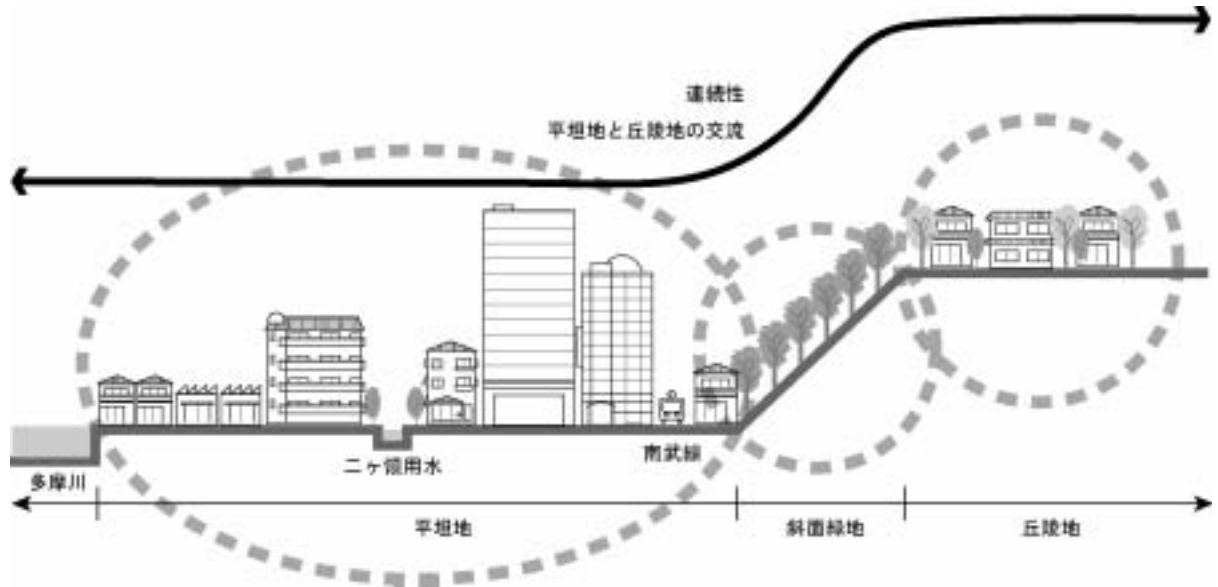 連続性
平坦地と丘陵地の交流
南武線
二ヶ領用水
多摩川
平坦地
斜面緑地
丘陵地